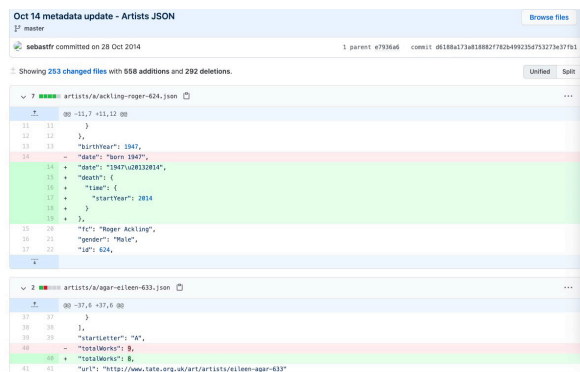 Oct 14 metadata update - Artists JSON
Browse files
master
sebastfr committed on 28 Oct 2014
1 parent e7936a6 commit d6188a173a818082f782b499235d753273e37fb1
Showing 253 changed files with 558 additions and 292 deletions.
Unified Split
7 artists/a/ackling-roger-624.json
@@ -11,7 +11,12 @@
11 11 }
12 12 },
13 13 "birthYear": 1947,
14 - "date": "born 1947",
14 + "date": "1947\u20132014",
15 + "death": {
16 + "time": {
17 + "startYear": 2014
18 + }
19 + },
15 20 "fc": "Roger Ackling",
16 21 "gender": "Male",
17 22 "id": 624,
2 artists/a/agar-eileen-633.json
@@ -37,6 +37,6 @@
37 37 }
38 38 ],
39 39 "startLetter": "A",
40 - "totalWorks": 9,
40 + "totalWorks": 8,
41 41 "url": "http://www.tate.org.uk/art/artists/eileen-agar-633"